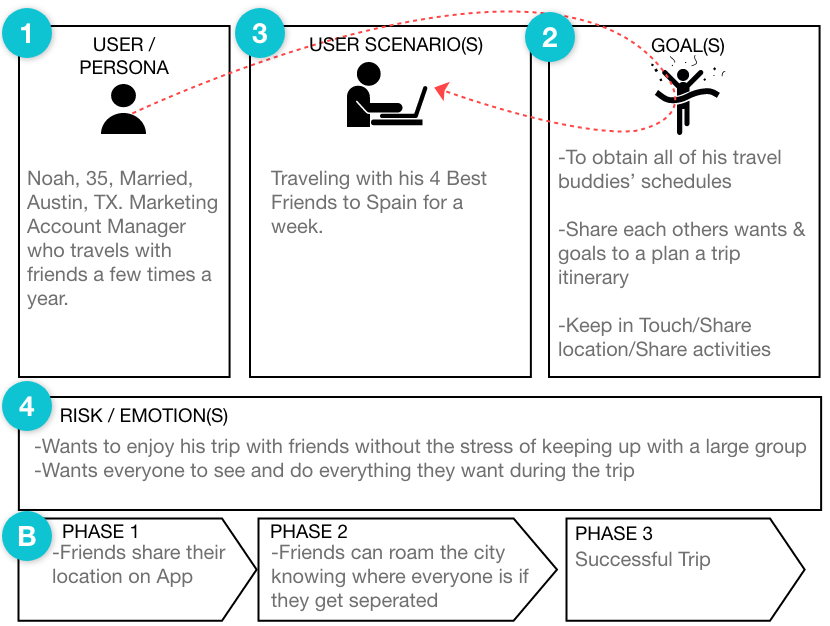 1
USER /
PERSONA
Noah, 35, Married,
Austin, TX. Marketing
Account Manager
who travels with
friends a few times a
year.
3
USER SCENARIO(S)
Traveling with his 4 Best
Friends to Spain for a
week.
2
GOAL(S)
-To obtain all of his travel
buddies’ schedules
-Share each others wants &
goals to a plan a trip
itinerary
-Keep in Touch/Share
location/Share activities
4
RISK / EMOTION(S)
-Wants to enjoy his trip with friends without the stress of keeping up with a large group
-Wants everyone to see and do everything they want during the trip
B
PHASE 1
-Friends share their
location on App
PHASE 2
-Friends can roam the city
knowing where everyone is if
they get seperated
PHASE 3
Successful Trip